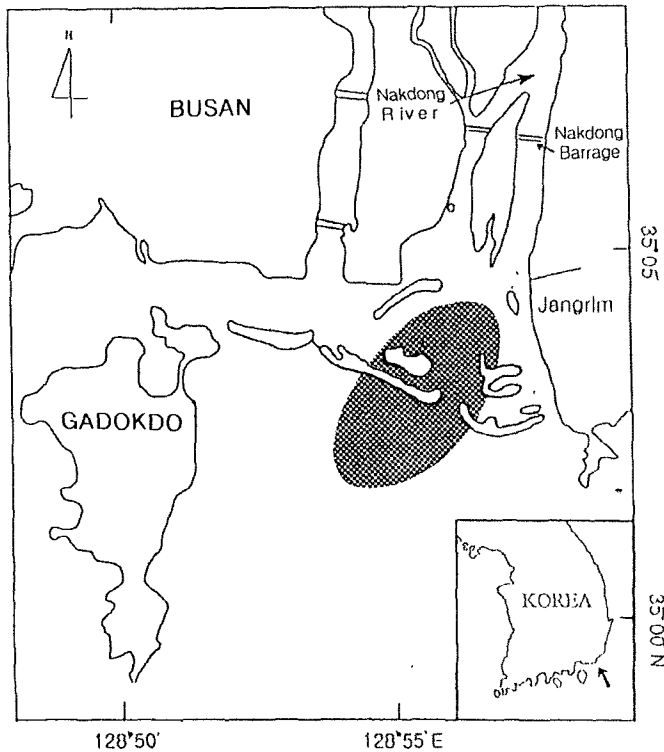 N
BUSAN
Nakdong
River
Nakdong
Barrage
35°05
Jangrim
GADOKDO
KOREA
35°00 N
128°50'
128°55' E